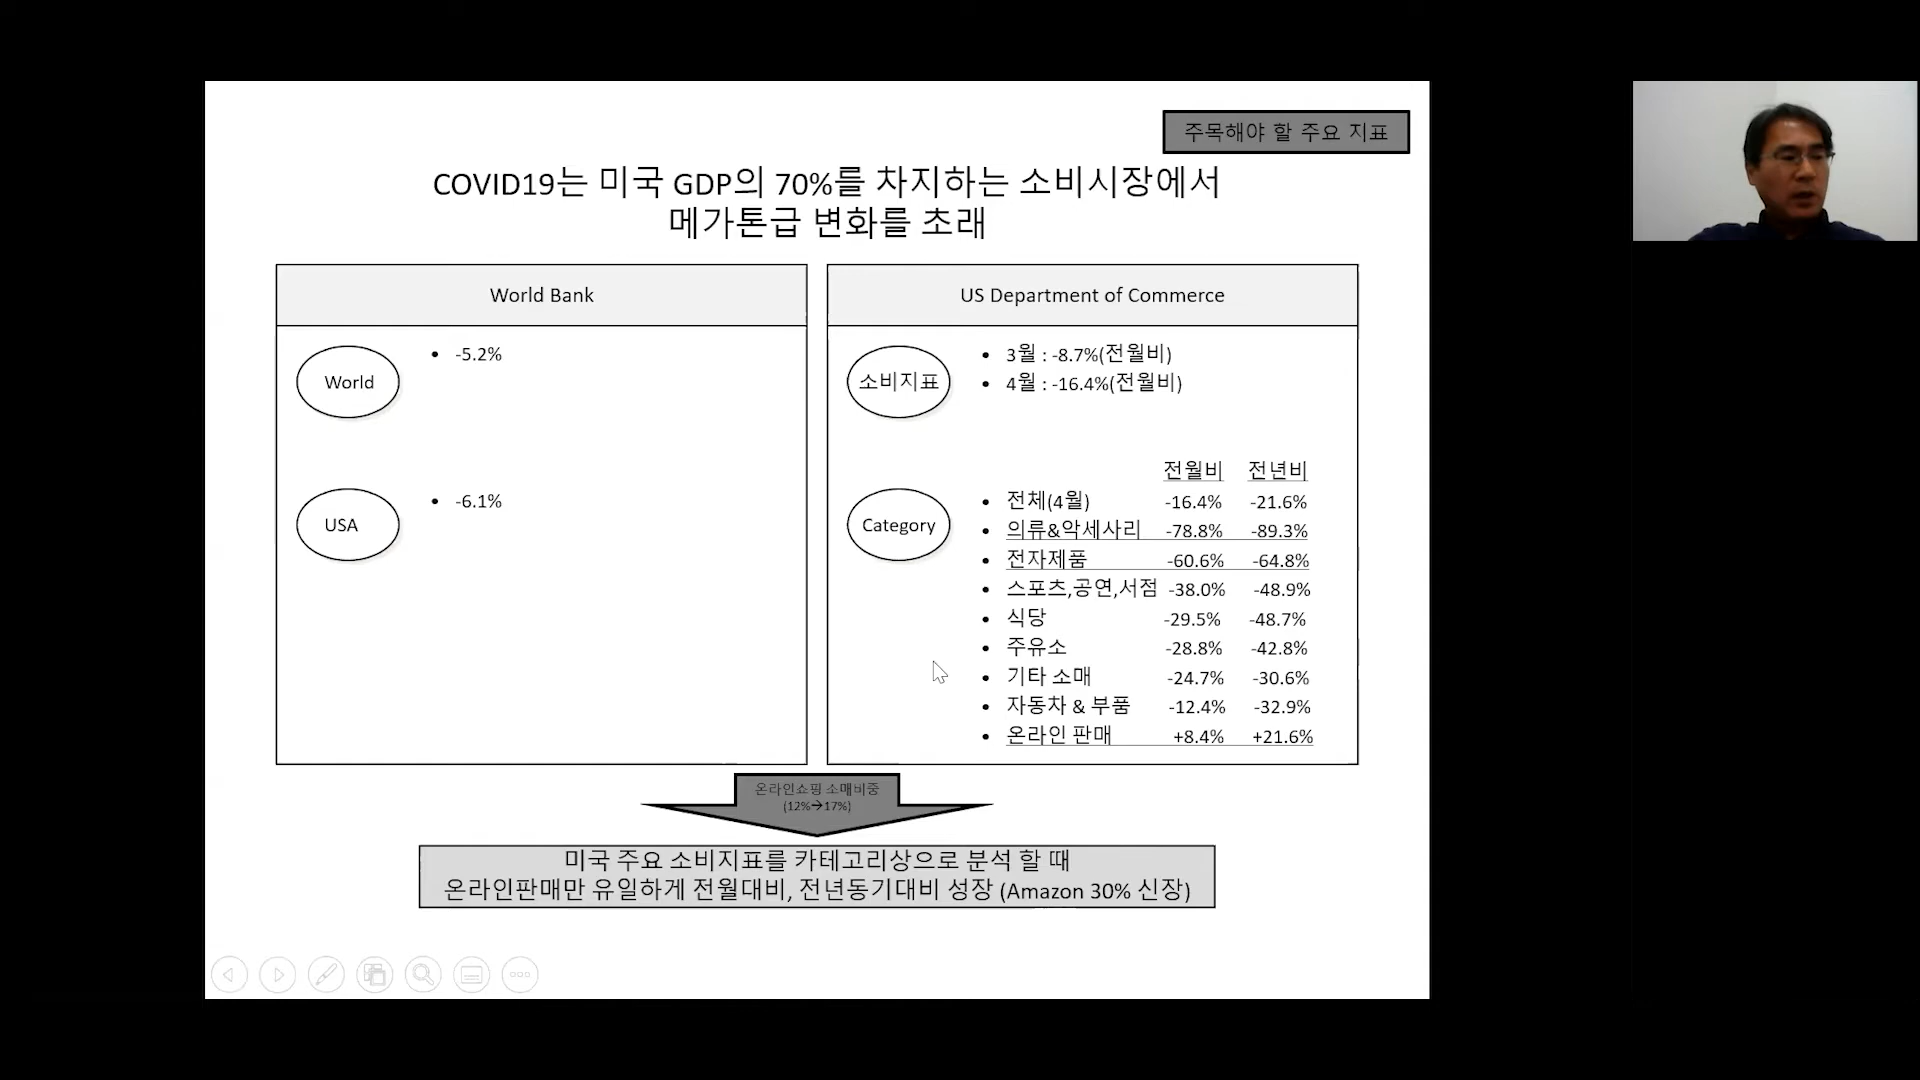 주목해야 할 주요 지표
COVID19는 미국 GDP의 70%를 차지하는 소비시장에서
메가톤급 변화를 초래
World Bank
World
• -5.2%
USA
• -6.1%
US Department of Commerce
소비지표
• 3월 : -8.7%(전월비)
• 4월 : -16.4%(전월비)
Category
전월비 전년비
• 전체(4월) -16.4% -21.6%
• 의류&악세사리 -78.8% -89.3%
• 전자제품 -60.6% -64.8%
• 스포츠,공연,서점 -38.0% -48.9%
• 식당 -29.5% -48.7%
• 주유소 -28.8% -42.8%
• 기타 소매 -24.7% -30.6%
• 자동차 & 부품 -12.4% -32.9%
• 온라인 판매 +8.4% +21.6%
온라인쇼핑 소매비중
(12%→17%)
미국 주요 소비지표를 카테고리상으로 분석 할 때
온라인판매만 유일하게 전월대비, 전년동기대비 성장 (Amazon 30% 신장)